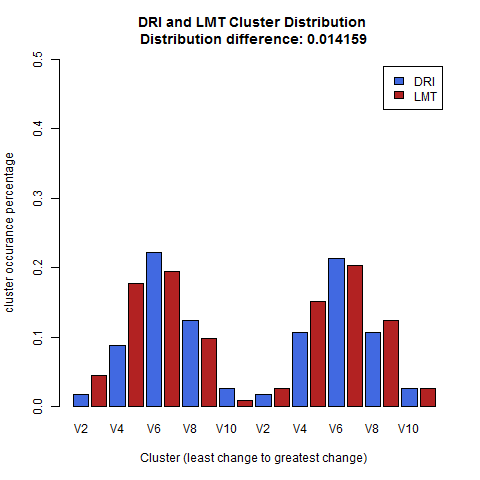 DRI and LMT Cluster Distribution
Distribution difference: 0.014159
DRI
LMT
cluster occurance percentage
0.5
0.4
0.3
0.2
0.1
0.0
V2 V4 V6 V8 V10 V2 V4 V6 V8 V10
Cluster (least change to greatest change)